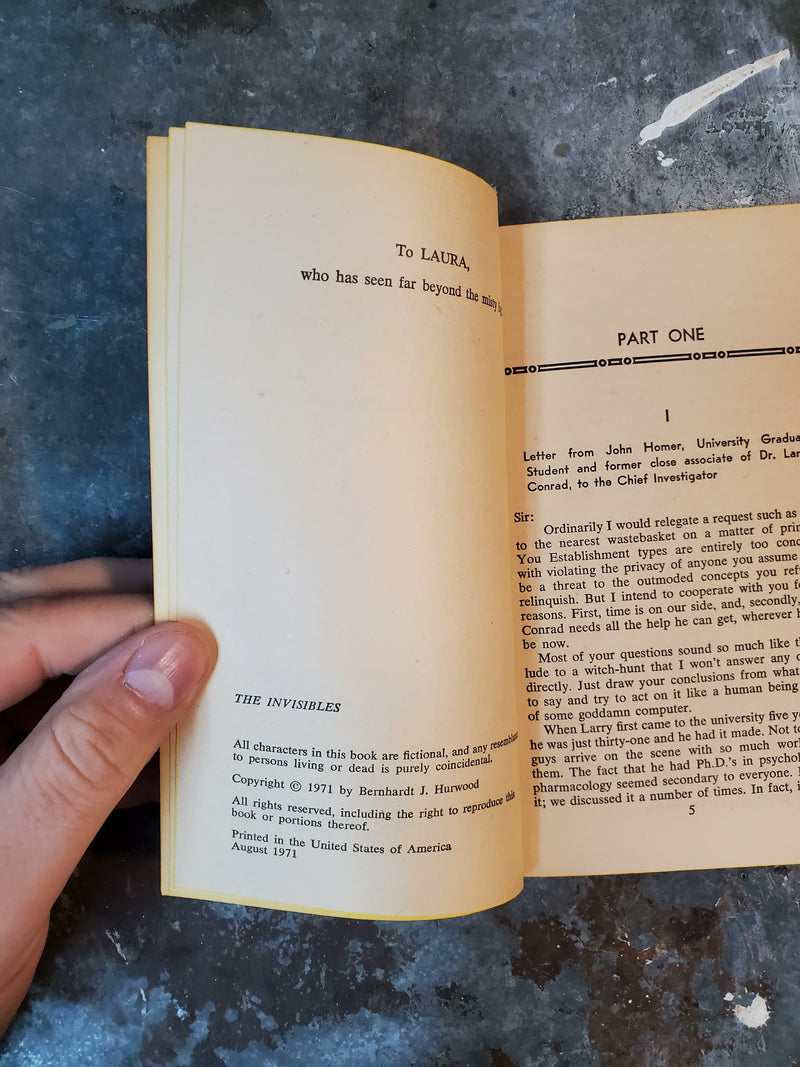 To LAURA,
who has seen far beyond the misty
THE INVISIBLES
All characters in this book are fictional, and any resemblance
to persons living or dead is purely coincidental.
Copyright © 1971 by Bernhardt J. Hurwood
All rights reserved, including the right to reproduce this
book or portions thereof.
Printed in the United States of America
August 1971
PART ONE
I
Letter from John Homer, University
Student and former close associate of Dr.
Conrad, to the Chief Investigator
Sir:
Ordinarily I would relegate a request such as
to the nearest wastebasket on a matter of
You Establishment types are entirely too
with violating the privacy of anyone you assume
be a threat to the outmoded concepts you
relinquish. But I intend to cooperate with you
reasons. First, time is on our side, and, secondly,
Conrad needs all the help he can get, wherever
be now.
Most of your questions sound so much like
lude to a witch-hunt that I won't answer any
directly. Just draw your conclusions from what
to say and try to act on it like a human being
of some goddamn computer.
When Larry first came to the university five
he was just thirty-one and he had it made. Not
guys arrive on the scene with so much
them. The fact that he had Ph.D.'s in
pharmacology seemed secondary to everyone.
it; we discussed it a number of times. In fact,
5